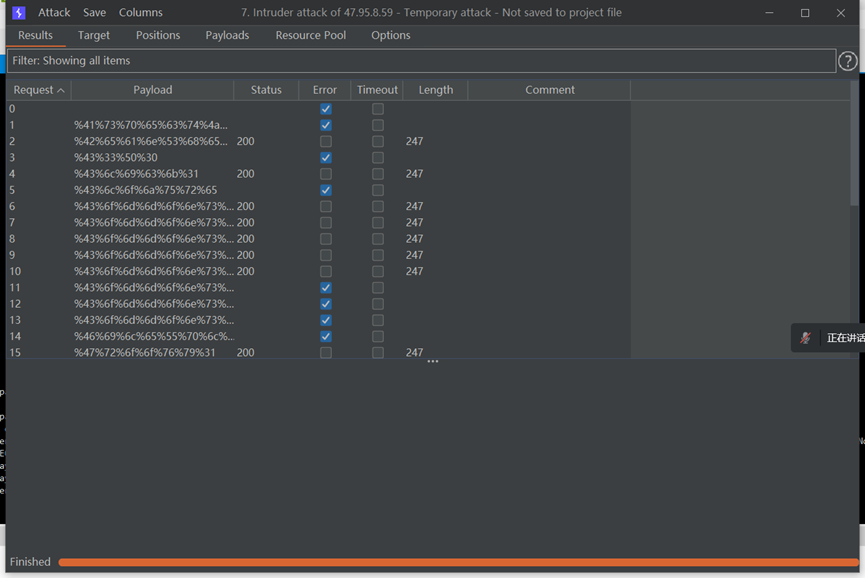 Attack Save Columns 7. Intruder attack of 47.95.8.59 - Temporary attack - Not saved to project file
Results Target Positions Payloads Resource Pool Options
Filter: Showing all items
?
Request Payload Status Error Timeout Length Comment
0
1 %41%73%70%65%63%74%4a...
2 %42%65%61%6e%53%68%65... 200 247
3 %43%33%50%30
4 %43%6c%69%63%6b%31 200 247
5 %43%6c%6f%6a%75%72%65
6 %43%6f%6d%6d%6f%6e%73%... 200 247
7 %43%6f%6d%6d%6f%6e%73%... 200 247
8 %43%6f%6d%6d%6f%6e%73%... 200 247
9 %43%6f%6d%6d%6f%6e%73%... 200 247
10 %43%6f%6d%6d%6f%6e%73%... 200 247
11 %43%6f%6d%6d%6f%6e%73%...
12 %43%6f%6d%6d%6f%6e%73%...
13 %43%6f%6d%6d%6f%6e%73%...
14 %46%69%6c%65%55%70%6c%...
15 %47%72%6f%6f%76%79%31 200 247
正在讲话
Finished